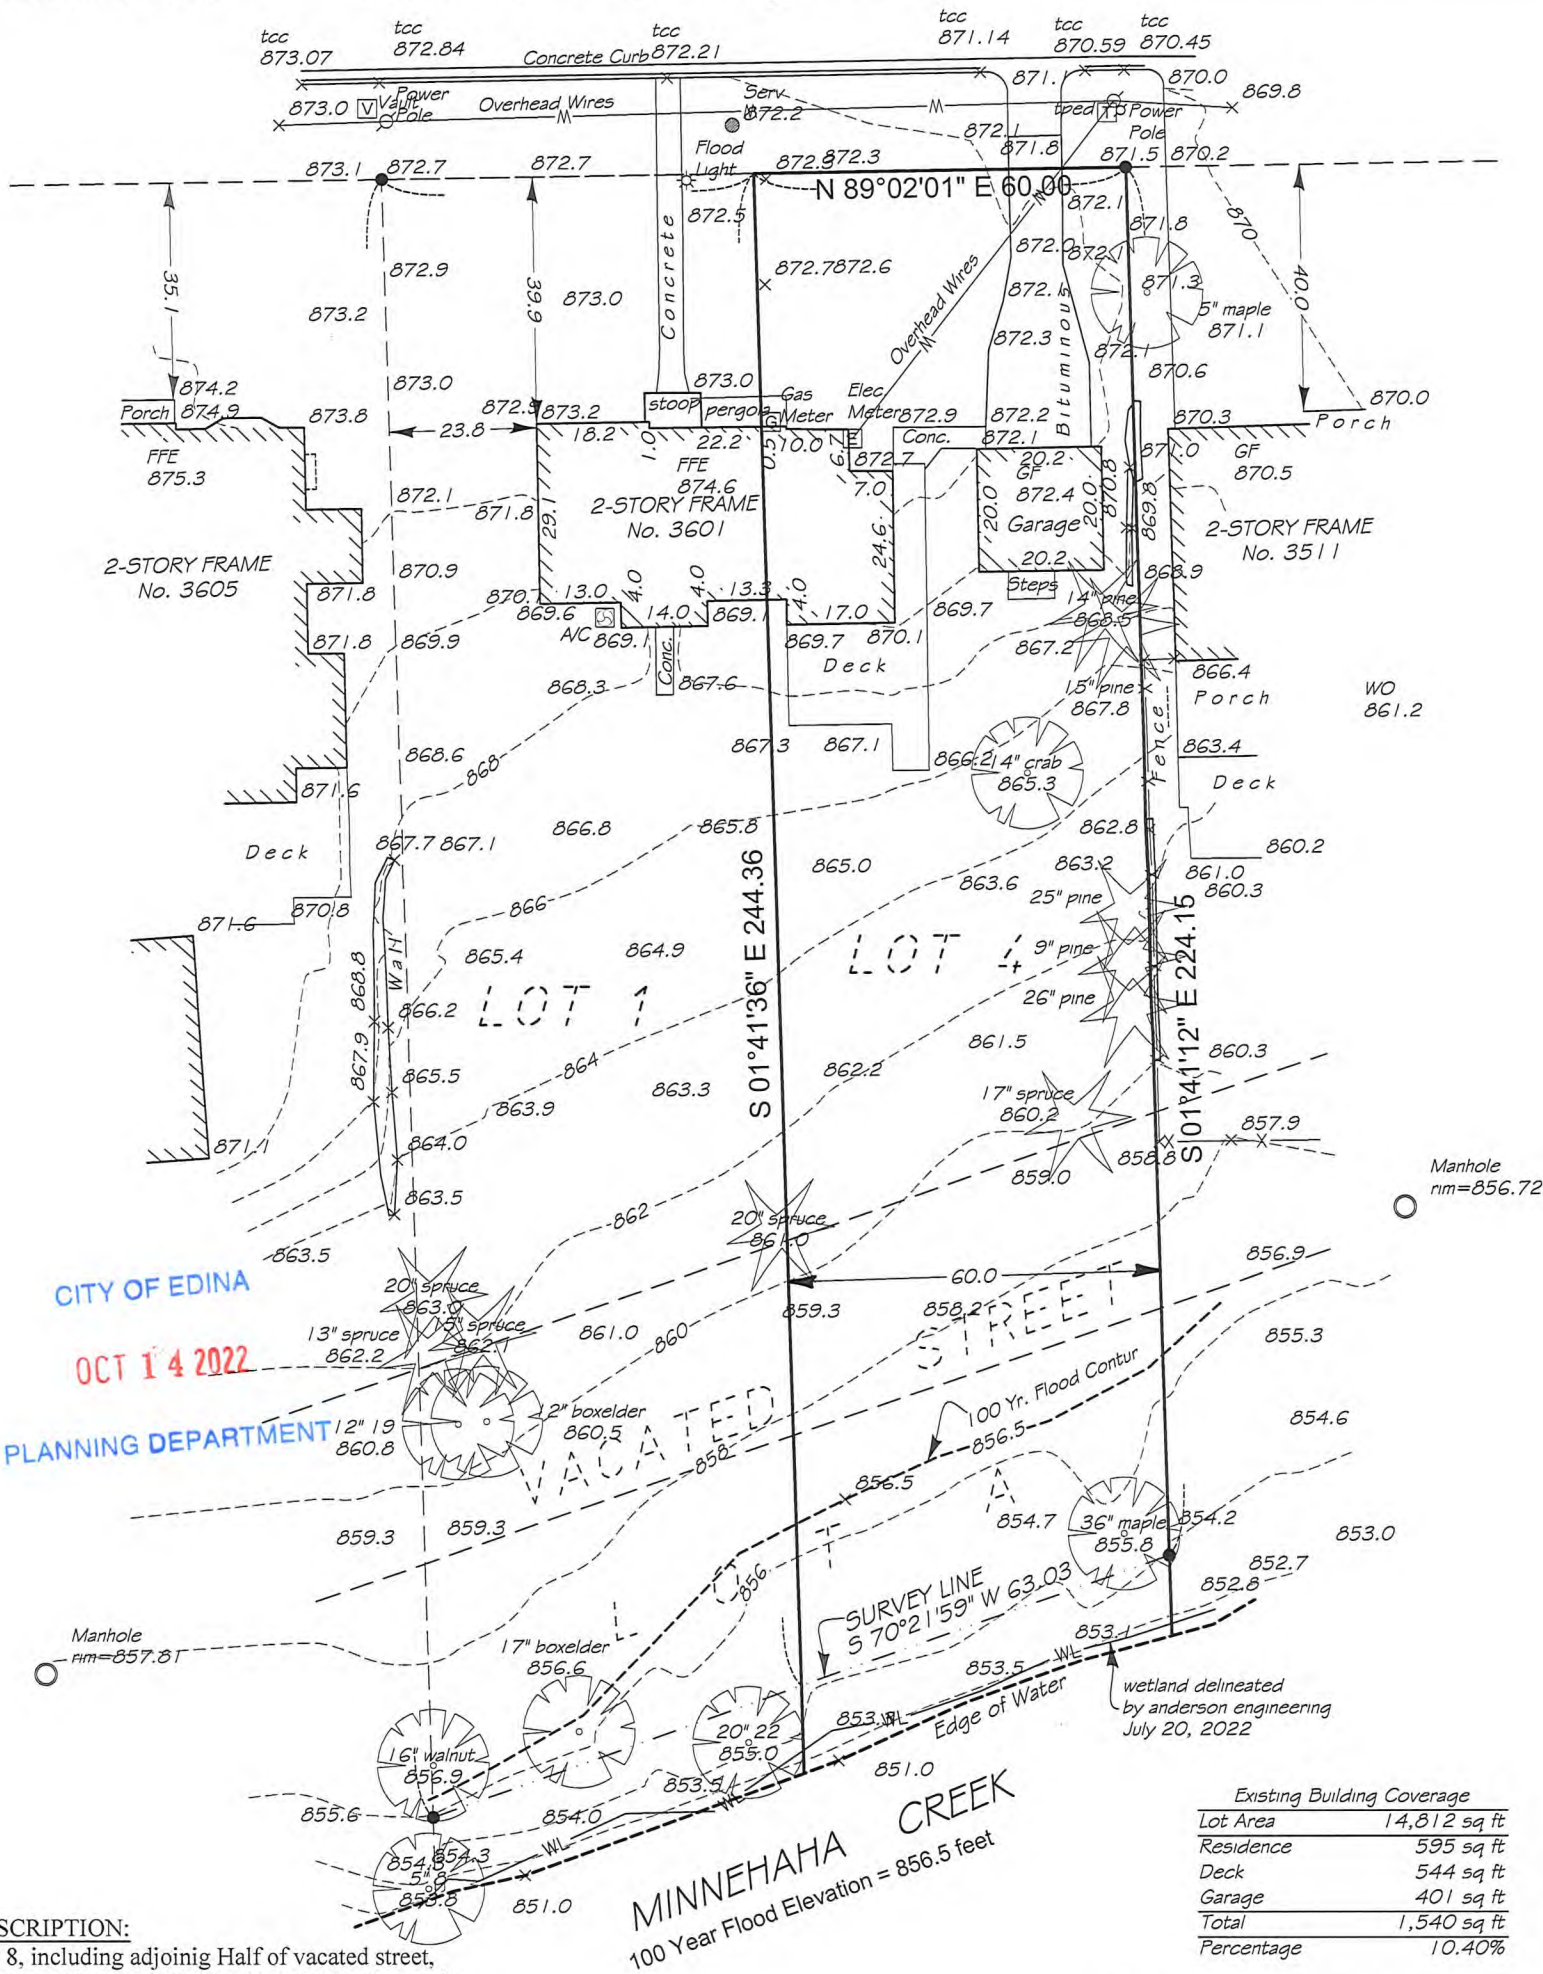 tcc
873.07
tcc
872.84
tcc
872.21
tcc
871.14
tcc
870.59
tcc
870.45
Concrete Curb
873.0
V
Vault
Power
Pole
Overhead Wires
Serv
872.2
871.1
870.0
869.8
tped
T
Power
Pole
Flood
Light
872.1
871.8
873.1
872.7
872.7
872.3
871.5
870.2
N 89°02'01" E 60.00
872.5
872.1
871.8
870
35.1
872.9
39.9
Concrete
872.7
872.6
872.0
872.1
871.3
40.0
873.2
873.0
Overhead Wires
872.1
Bituminous
5" maple
871.1
872.3
872.1
870.6
874.2
873.0
873.0
Gas
Meter
Elec
Meter
870.0
Porch
874.9
873.8
873.2
stoop
pergola
G
E
872.9
872.2
870.3
Porch
23.8
18.2
1.0
22.2
0.5
10.0
6.7
Conc.
872.1
FFE
875.3
FFE
874.6
872.7
7.0
20.2
GF
872.4
870.8
871.0
GF
870.5
872.1
871.8
29.1
2-STORY FRAME
No. 3601
24.6
20.0
Garage
20.0
869.8
2-STORY FRAME
No. 3511
2-STORY FRAME
No. 3605
870.9
20.2
871.8
13.0
4.0
4.0
13.3
4.0
Steps
868.9
869.6
14.0
869.1
17.0
869.7
14" pine
868.5
871.8
869.9
A/C
869.1
869.7
870.1
867.2
Conc.
Deck
868.3
867.6
15" pine
867.8
866.4
Porch
WO
861.2
868.6
868
867.3
867.1
866.2
14" crab
865.3
Fence
863.4
871.6
Deck
Deck
867.7
867.1
866.8
865.8
862.8
860.2
865.0
863.6
863.2
861.0
860.3
871.6
870.8
866
25" pine
868.8
Wall
865.4
864.9
S 01°41'36" E 244.36
LOT 4
9" pine
S 01°41'12" E 224.15
LOT 1
866.2
26" pine
861.5
867.9
865.5
864
863.3
862.2
860.3
863.9
17" spruce
860.2
857.9
871.1
864.0
858.8
859.0
Manhole
rim=856.72
863.5
862
20" spruce
861.0
863.5
856.9
CITY OF EDINA
20" spruce
863.0
60.0
859.3
858.2
STREET
13" spruce
862.2
15" spruce
862.1
861.0
860
855.3
OCT 14 2022
100 Yr. Flood Contur
856.5
PLANNING DEPARTMENT
12" 19
860.8
860.5
VACATED
858
854.6
856.5
859.3
859.3
854.7
36" maple
855.8
854.2
853.0
L O T A
856
SURVEY LINE
S 70°21'59" W 63.03
852.7
852.8
Manhole
rim=857.81
17" boxelder
856.6
853.1
853.5
WL
wetland delineated
by anderson engineering
July 20, 2022
16" walnut
856.9
20" 22
855.0
WL
Edge of Water
853.5
851.0
855.6
854.0
WL
WL
854.3
853.8
851.0
MINNEHAHA CREEK
100 Year Flood Elevation = 856.5 feet
Existing Building Coverage
Lot Area 14,812 sq ft
Residence 595 sq ft
Deck 544 sq ft
Garage 401 sq ft
Total 1,540 sq ft
Percentage 10.40%
SCRIPTION:
8, including adjoinig Half of vacated street,